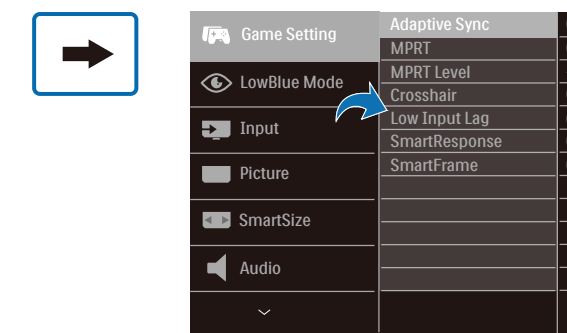 Game Setting
LowBlue Mode
Input
Picture
SmartSize
Audio
Adaptive Sync
MPRT
MPRT Level
Crosshair
Low Input Lag
SmartResponse
SmartFrame